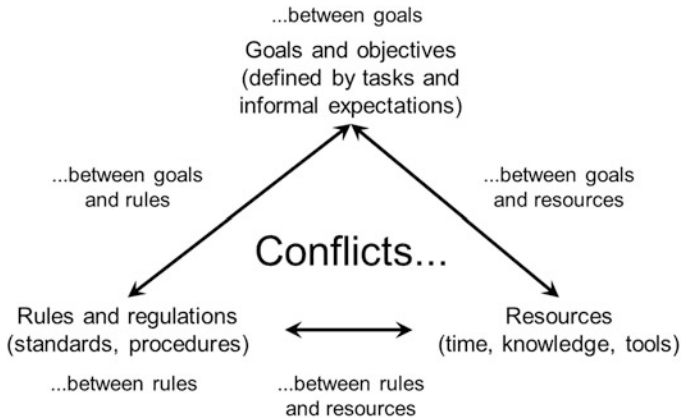 ...between goals
Goals and objectives
(defined by tasks and
informal expectations)
...between goals
and rules
...between goals
and resources
Conflicts...
Rules and regulations
(standards, procedures)
Resources
(time, knowledge, tools)
...between rules
...between rules
and resources